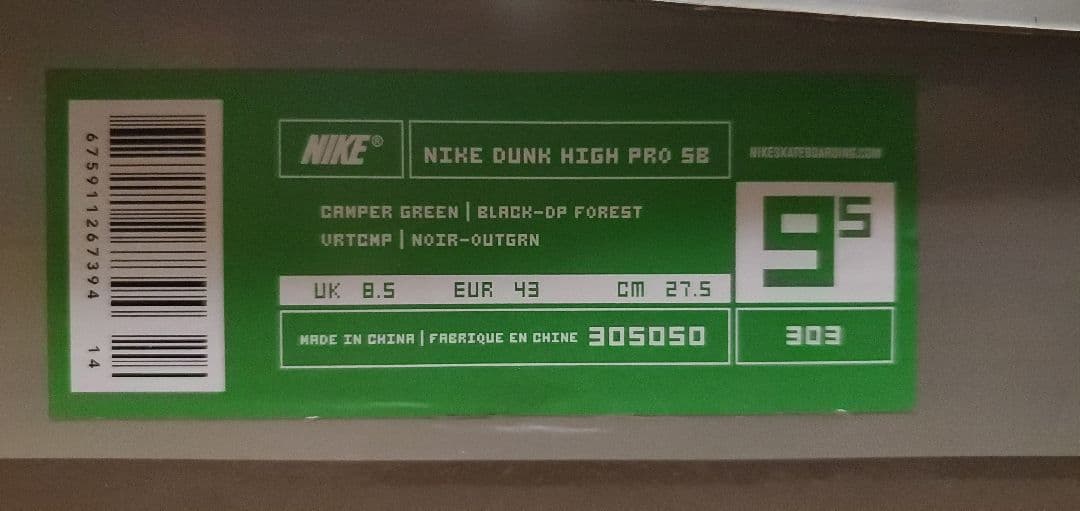 675911267394 14
NIKE®
NIKE DUNK HIGH PRO SB
NIKESKATEBOARDING.COM
CAMPER GREEN | BLACK-DP FOREST
VRTCMP | NOIR-OUTGRN
9 5
UK 8.5 EUR 43 CM 27.5
MADE IN CHINA | FABRIQUE EN CHINE 305050
303